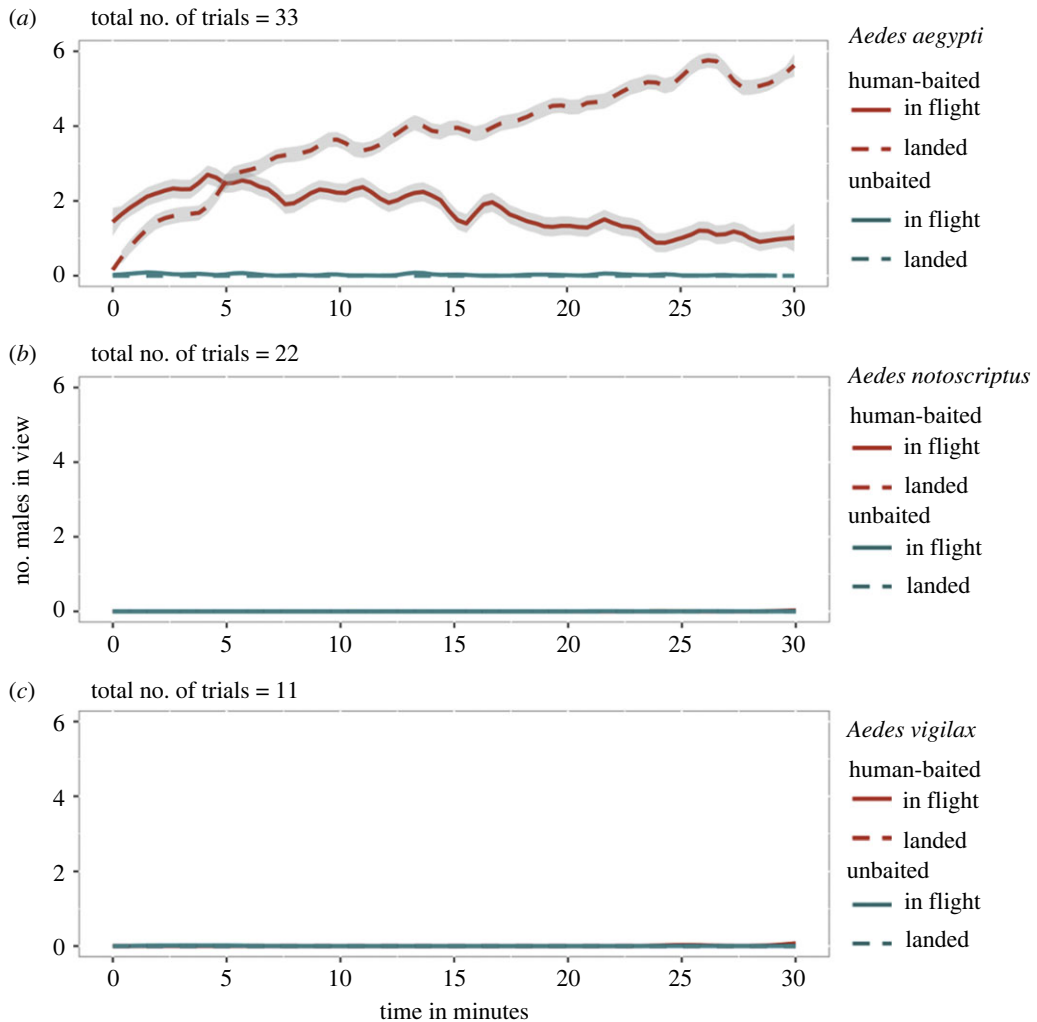 (a) total no. of trials = 33
6
4
2
0
0 5 10 15 20 25 30
Aedes aegypti
human-baited
in flight
landed
unbaited
in flight
landed
(b) total no. of trials = 22
6
4
2
0
0 5 10 15 20 25 30
Aedes notoscriptus
human-baited
in flight
landed
unbaited
in flight
landed
no. males in view
(c) total no. of trials = 11
6
4
2
0
0 5 10 15 20 25 30
time in minutes
Aedes vigilax
human-baited
in flight
landed
unbaited
in flight
landed